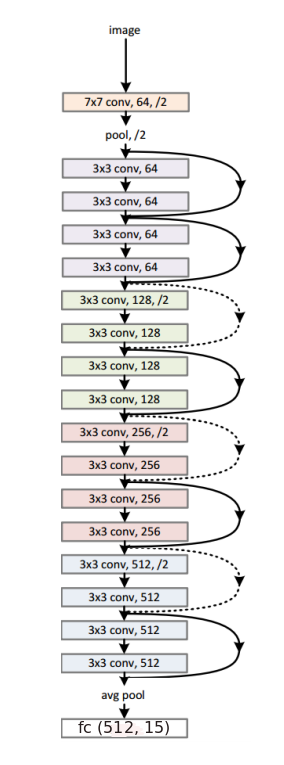 image
7x7 conv, 64, /2
pool, /2
3x3 conv, 64
3x3 conv, 64
3x3 conv, 64
3x3 conv, 64
3x3 conv, 128, /2
3x3 conv, 128
3x3 conv, 128
3x3 conv, 128
3x3 conv, 256, /2
3x3 conv, 256
3x3 conv, 256
3x3 conv, 256
3x3 conv, 512, /2
3x3 conv, 512
3x3 conv, 512
3x3 conv, 512
avg pool
fc (512, 15)